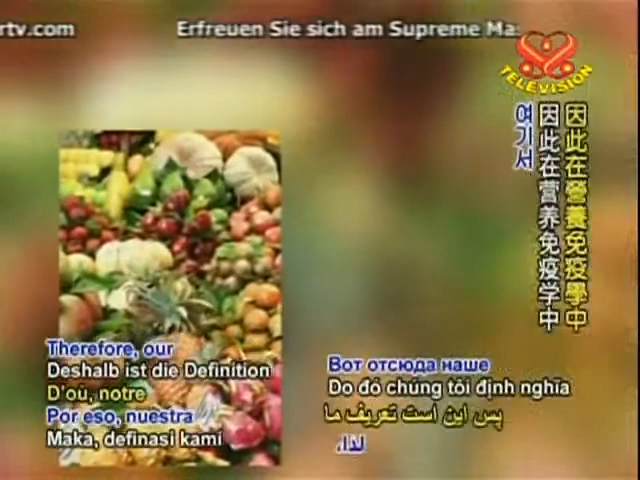 rtv.com Erfreuen Sie sich am Supreme Mas
TELEVISION
因此在營養免疫學中
因此在营养免疫学中
여기서
Therefore, our
Deshalb ist die Definition
D'où, notre
Por eso, nuestra
Maka, definasi kami
Вот отсюда наше
Do đó chúng tôi định nghĩa
پس این است تعریف ما
لذا،